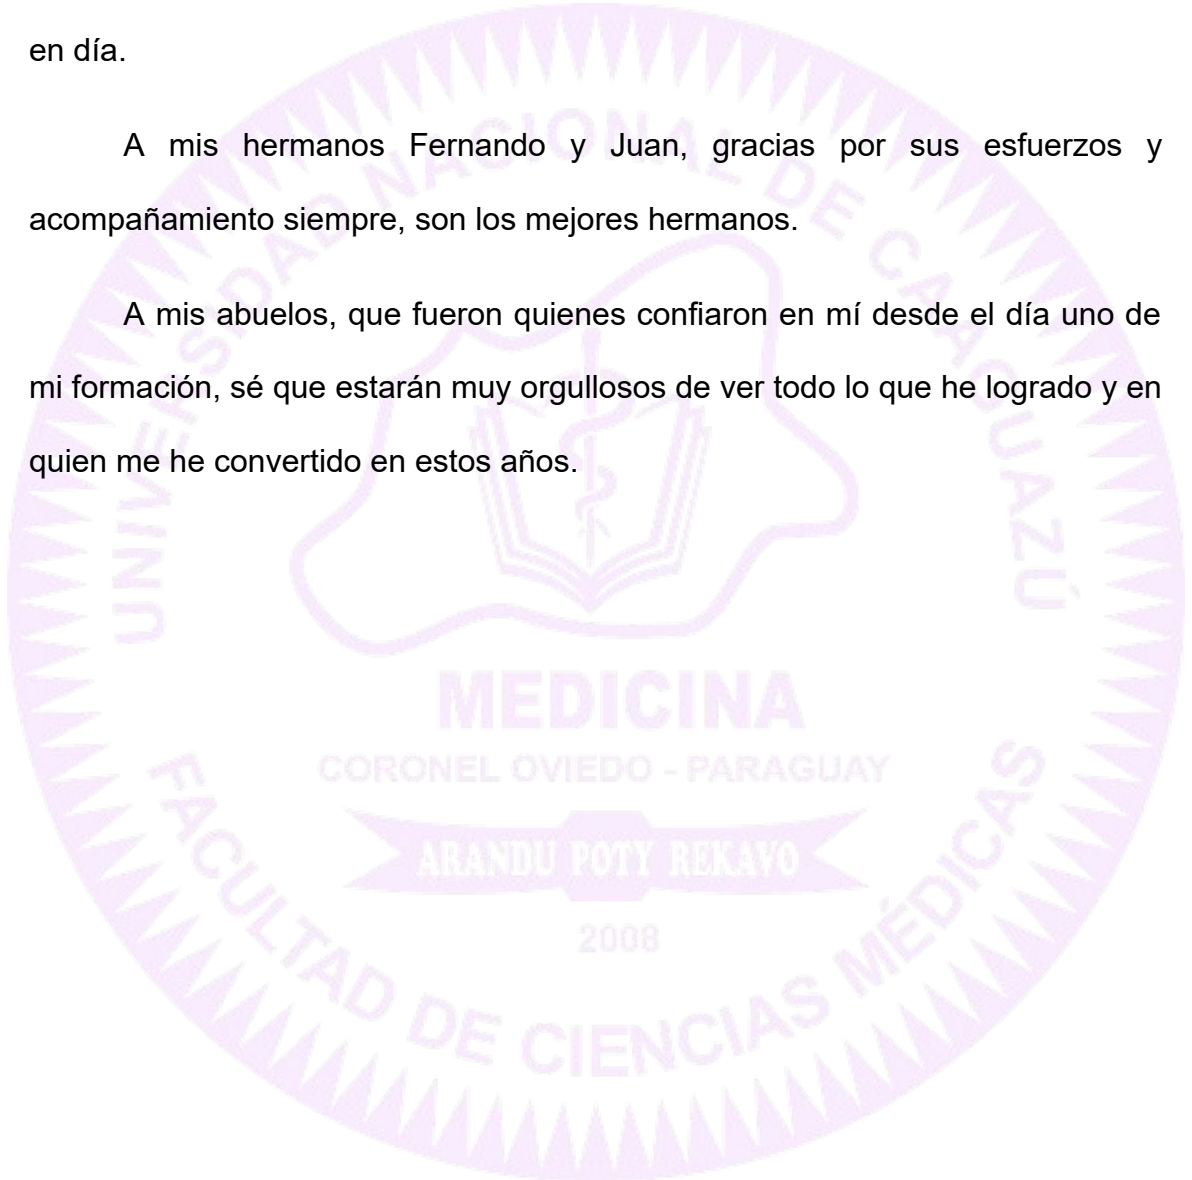 en día.
A mis hermanos Fernando y Juan, gracias por sus esfuerzos y
acompañamiento siempre, son los mejores hermanos.
A mis abuelos, que fueron quienes confiaron en mí desde el día uno de
mi formación, sé que estarán muy orgullosos de ver todo lo que he logrado y en
quien me he convertido en estos años.
UNIVERSIDAD NACIONAL DE CAAGUAZÚ
MEDICINA
CORONEL OVIEDO - PARAGUAY
ARANDU POTY REKAVO
2008
FACULTAD DE CIENCIAS MÉDICAS